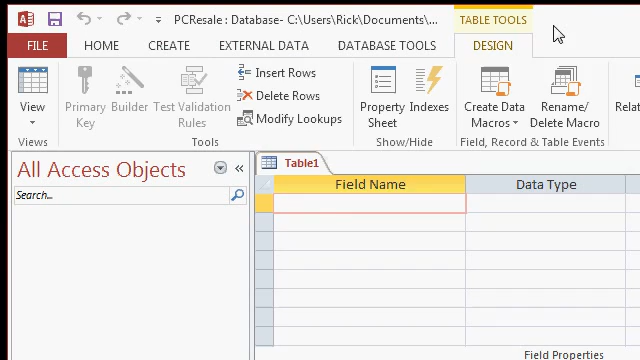 PCResale : Database- C:\Users\Rick\Documents\...
TABLE TOOLS
FILE HOME CREATE EXTERNAL DATA DATABASE TOOLS DESIGN
View
Primary Key
Builder
Test Validation Rules
Insert Rows
Delete Rows
Modify Lookups
Property Sheet
Indexes
Create Data Macros
Rename/ Delete Macro
Views Tools Show/Hide Field, Record & Table Events
All Access Objects
Search...
Table1
Field Name Data Type
Field Properties